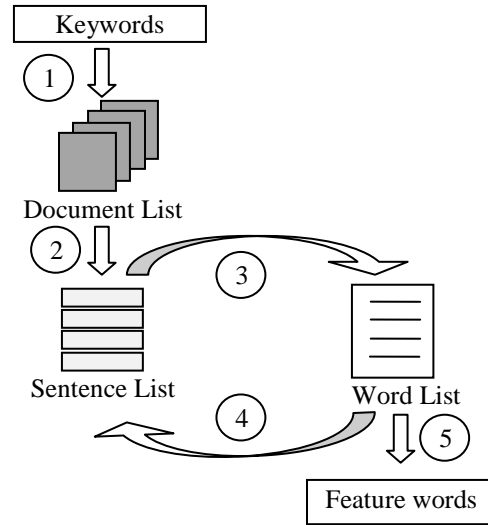 Keywords
1
Document List
2
3
Sentence List
Word List
4
5
Feature words